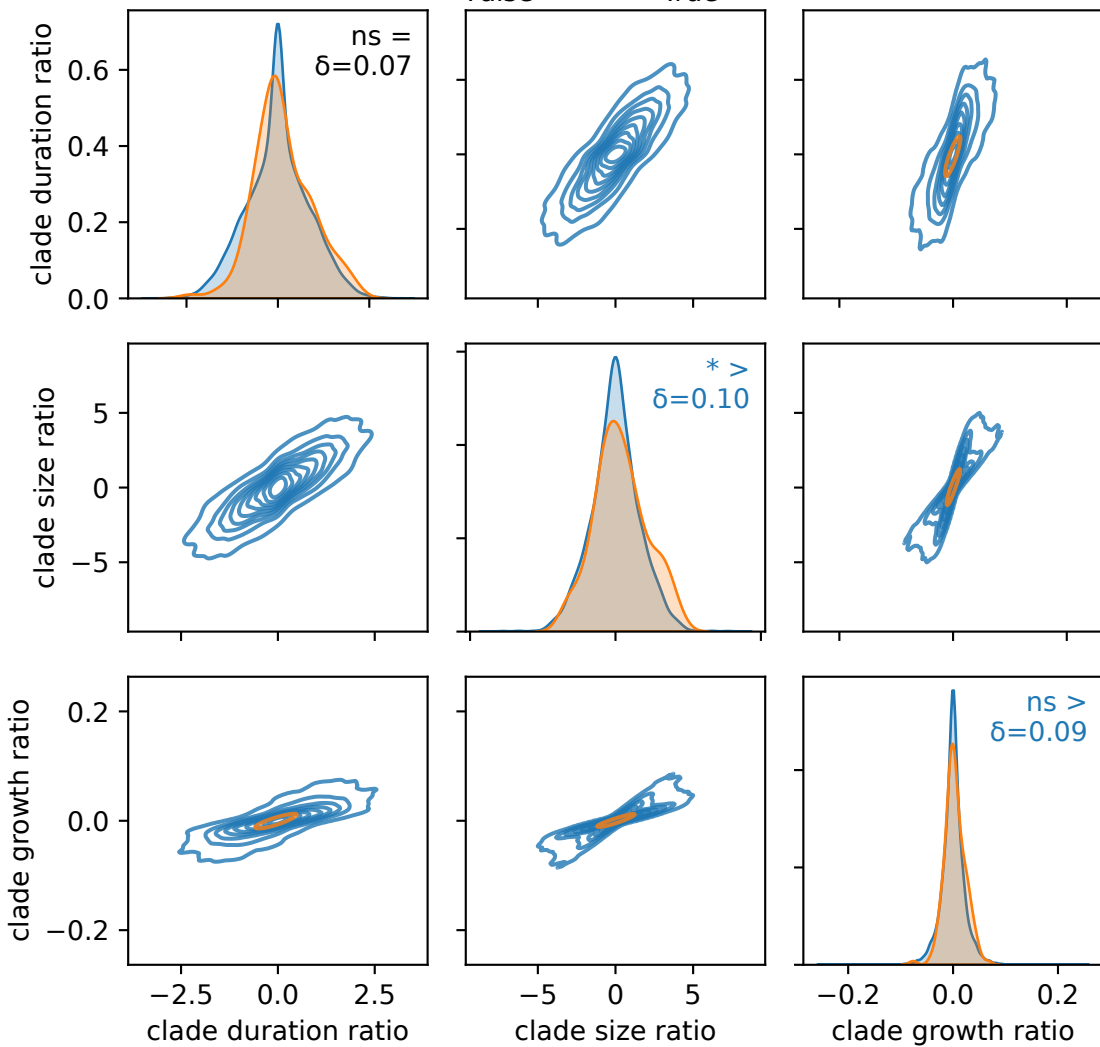 ns =
δ=0.07
clade duration ratio
0.6
0.4
0.2
0.0
* >
δ=0.10
clade size ratio
5
0
−5
ns >
δ=0.09
clade growth ratio
0.2
0.0
−0.2
−2.5 0.0 2.5
−5 0 5
−0.2 0.0 0.2
clade duration ratio
clade size ratio
clade growth ratio